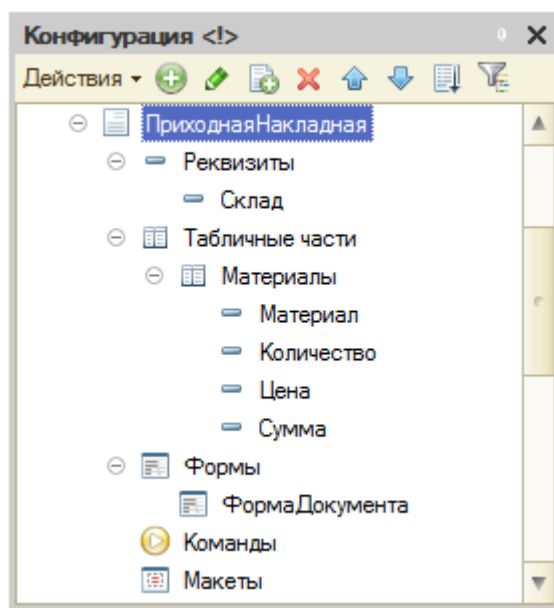 Конфигурация <!>
Действия
ПриходнаяНакладная
Реквизиты
Склад
Табличные части
Материалы
Материал
Количество
Цена
Сумма
Формы
ФормаДокумента
Команды
Макеты